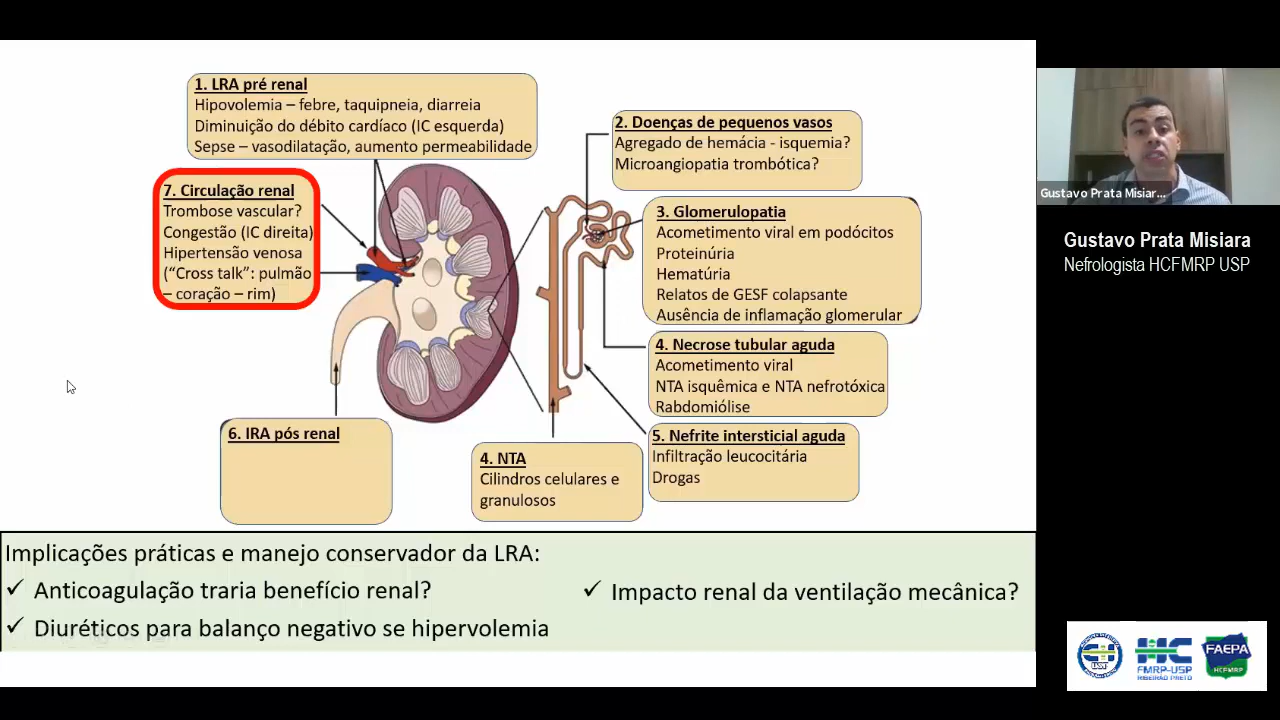 1. LRA pré renal
Hipovolemia – febre, taquipneia, diarreia
Diminuição do débito cardíaco (IC esquerda)
Sepse – vasodilatação, aumento permeabilidade
2. Doenças de pequenos vasos
Agregado de hemácia - isquemia?
Microangiopatia trombótica?
7. Circulação renal
Trombose vascular?
Congestão (IC direita)
Hipertensão venosa
("Cross talk": pulmão
– coração – rim)
3. Glomerulopatia
Acometimento viral em podócitos
Proteinúria
Hematúria
Relatos de GESF colapsante
Ausência de inflamação glomerular
4. Necrose tubular aguda
Acometimento viral
NTA isquêmica e NTA nefrotóxica
Rabdomiólise
5. Nefrite intersticial aguda
Infiltração leucocitária
Drogas
6. IRA pós renal
4. NTA
Cilindros celulares e
granulosos
Implicações práticas e manejo conservador da LRA:
✓ Anticoagulação traria benefício renal?
✓ Impacto renal da ventilação mecânica?
✓ Diuréticos para balanço negativo se hipervolemia
Gustavo Prata Misiar...
Gustavo Prata Misiara
Nefrologista HCFMRP USP
HC
FMRP-USP
RIBEIRÃO PRETO
FAEPA
HCFMRP